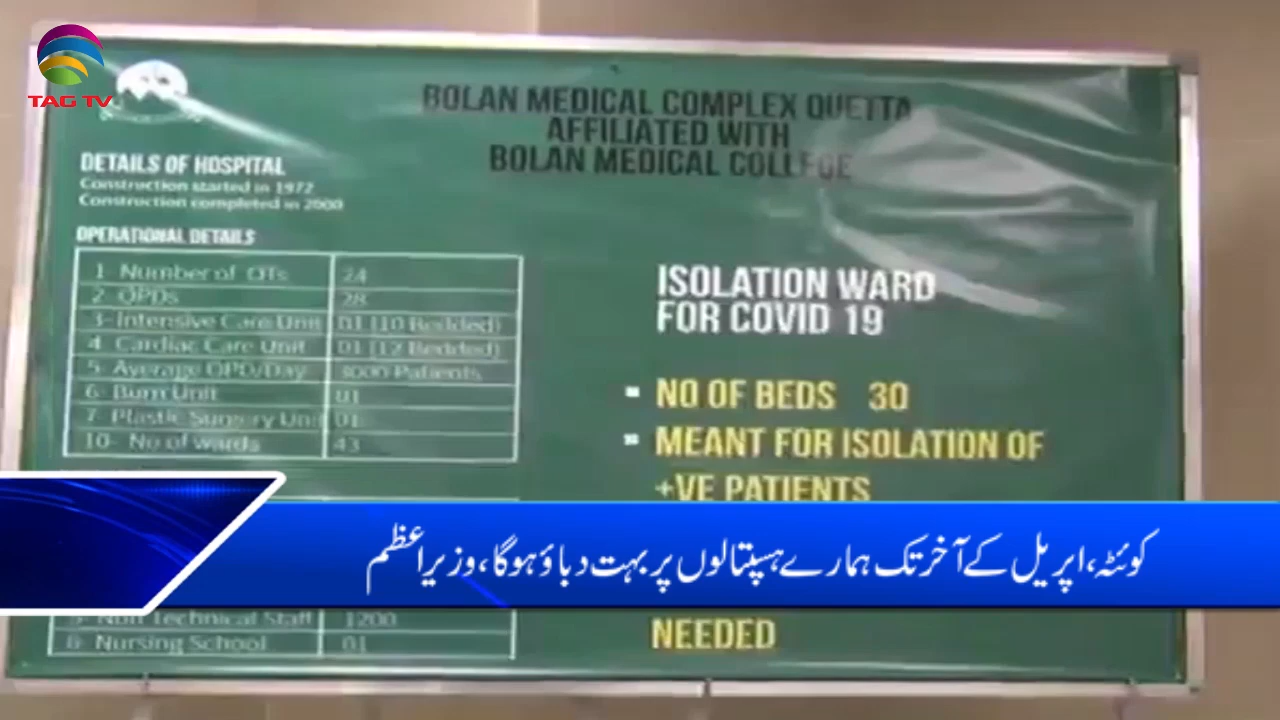 TAG TV
BOLAN MEDICAL COMPLEX QUETTA
AFFILIATED WITH
BOLAN MEDICAL COLLEGE
DETAILS OF HOSPITAL
Construction started in 1972
Construction completed in 2000
OPERATIONAL DETAILS
1- Number of OTs 24
2- OPDs 28
3- Intensive Care Unit 01 (10 Bedded)
4- Cardiac Care Unit 01 (12 Bedded)
5- Average OPD/Day 3000 Patients
6- Burn Unit 01
7- Plastic Surgery Unit 01
10- No of wards 43
ISOLATION WARD
FOR COVID 19
NO OF BEDS 30
MEANT FOR ISOLATION OF
+VE PATIENTS
کوئٹہ، اپریل کے آخر تک ہمارے ہسپتالوں پر بہت دباؤ ہوگا، وزیراعظم
Non Technical Staff 1200
Nursing School 01
NEEDED